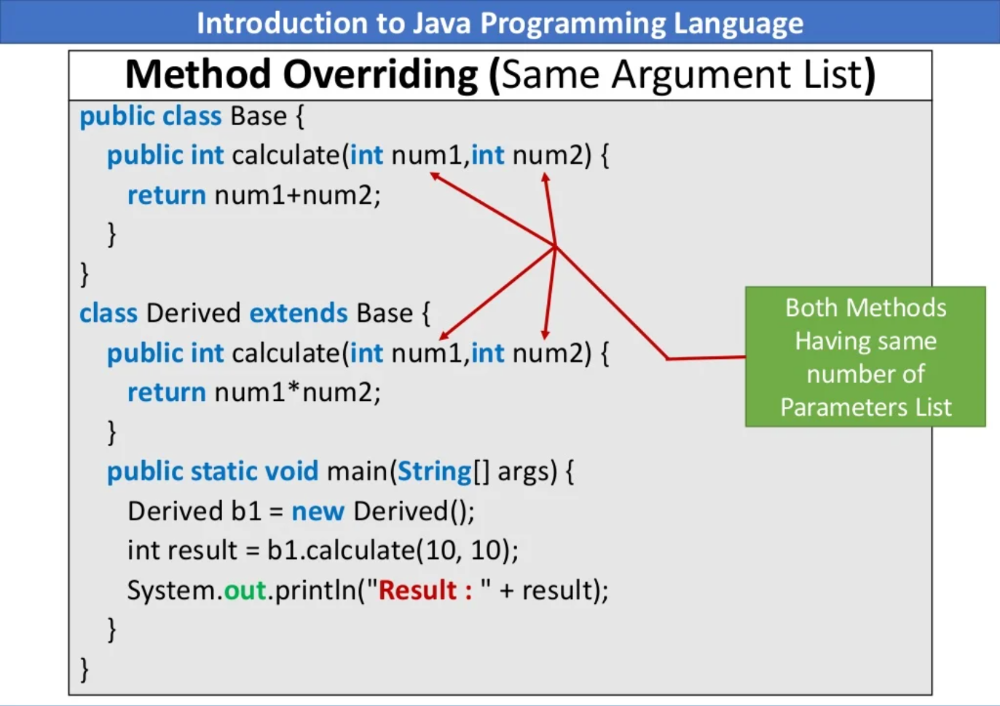 Introduction to Java Programming Language
Method Overriding (Same Argument List)
public class Base {
public int calculate(int num1,int num2) {
return num1+num2;
}
}
class Derived extends Base {
public int calculate(int num1,int num2) {
return num1*num2;
}
public static void main(String[] args) {
Derived b1 = new Derived();
int result = b1.calculate(10, 10);
System.out.println("Result : " + result);
}
}
Both Methods
Having same
number of
Parameters List